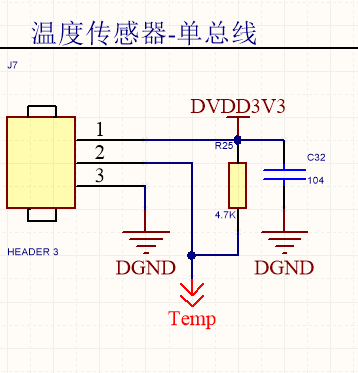 温度传感器-单总线
J7
DVDD3V3
1
R25
2
C32
3
104
4.7K
HEADER 3
DGND
DGND
Temp